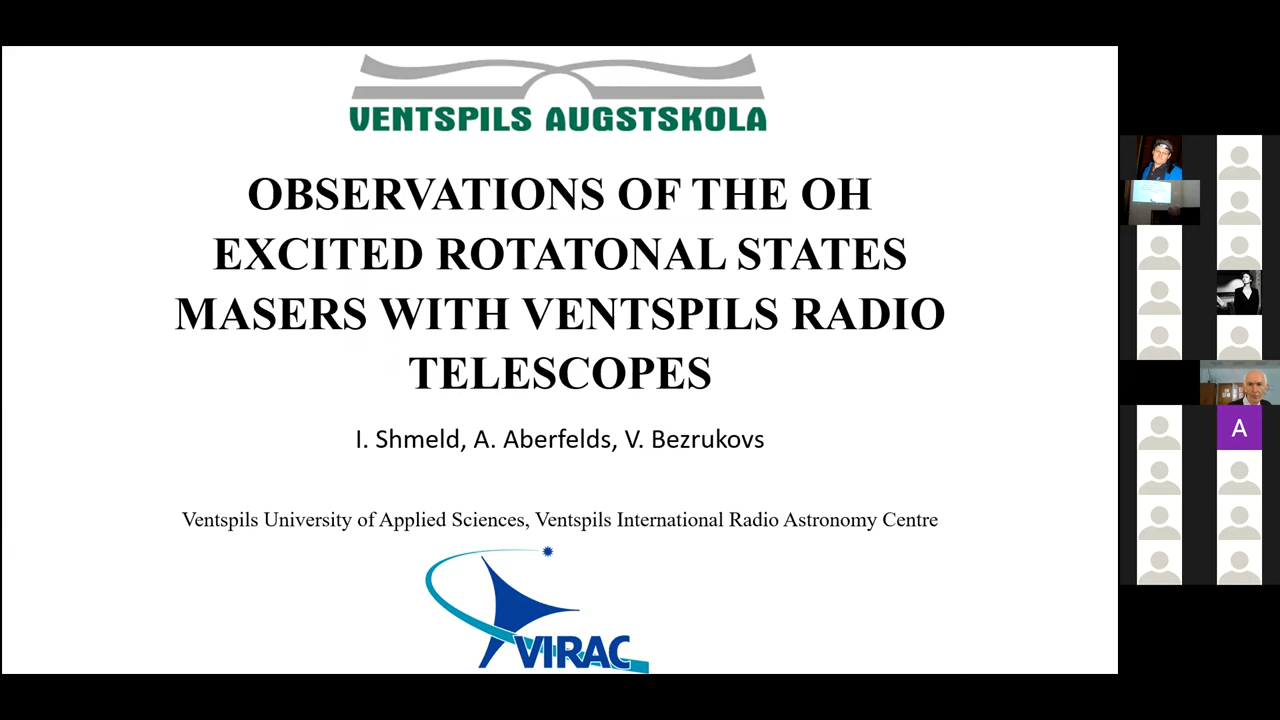 VENTSPILS AUGSTSKOLA
OBSERVATIONS OF THE OH
EXCITED ROTATONAL STATES
MASERS WITH VENTSPILS RADIO
TELESCOPES
I. Shmeld, A. Aberfelds, V. Bezrukovs
A
Ventspils University of Applied Sciences, Ventspils International Radio Astronomy Centre
VIRAC